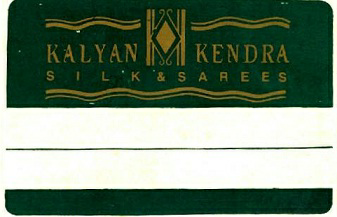 KALYAN KENDRA
SILK & SAREES